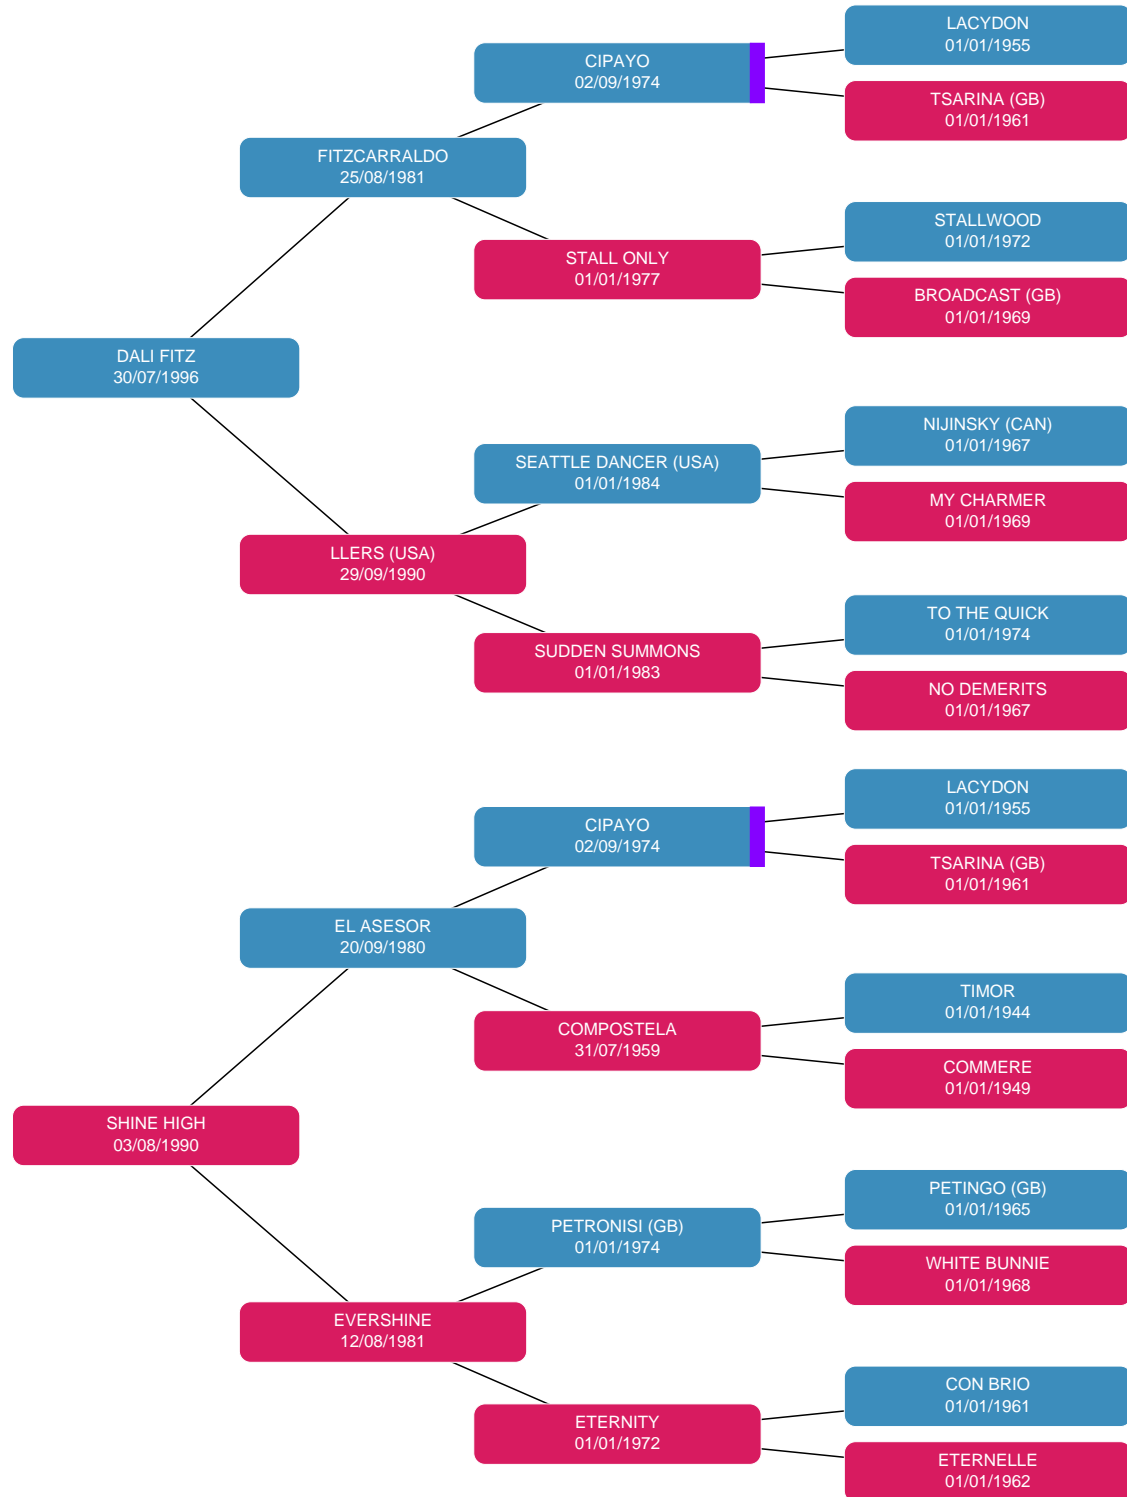 LACYDON
01/01/1955
CIPAYO
02/09/1974
TSARINA (GB)
01/01/1961
FITZCARRALDO
25/08/1981
STALLWOOD
01/01/1972
STALL ONLY
01/01/1977
BROADCAST (GB)
01/01/1969
DALI FITZ
30/07/1996
NIJINSKY (CAN)
01/01/1967
SEATTLE DANCER (USA)
01/01/1984
MY CHARMER
01/01/1969
LLERS (USA)
29/09/1990
TO THE QUICK
01/01/1974
SUDDEN SUMMONS
01/01/1983
NO DEMERITS
01/01/1967
LACYDON
01/01/1955
CIPAYO
02/09/1974
TSARINA (GB)
01/01/1961
EL ASESOR
20/09/1980
TIMOR
01/01/1944
COMPOSTELA
31/07/1959
COMMERE
01/01/1949
SHINE HIGH
03/08/1990
PETINGO (GB)
01/01/1965
PETRONISI (GB)
01/01/1974
WHITE BUNNIE
01/01/1968
EVERSHINE
12/08/1981
CON BRIO
01/01/1961
ETERNITY
01/01/1972
ETERNELLE
01/01/1962